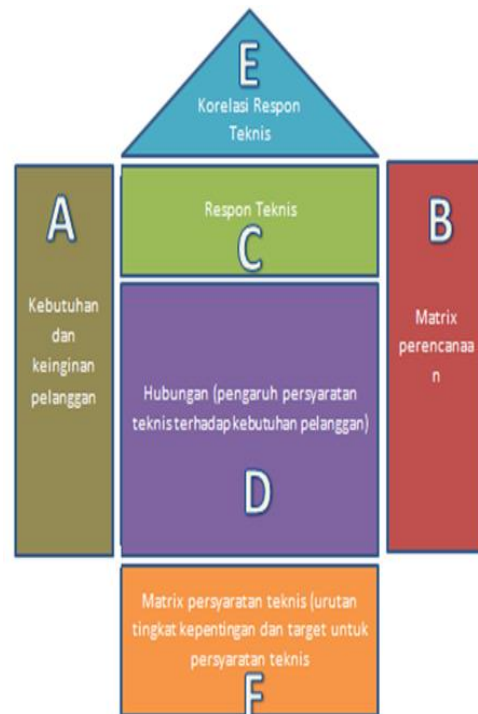 E
Korelasi Respon
Teknis
A
Kebutuhan
dan
keinginan
pelanggan
Respon Teknis
C
B
Matrix
perencanaa
n
Hubungan (pengaruh persyaratan
teknis terhadap kebutuhan pelanggan)
D
Matrix persyaratan teknis (urutan
tingkat kepentingan dan target untuk
persyaratan teknis
F